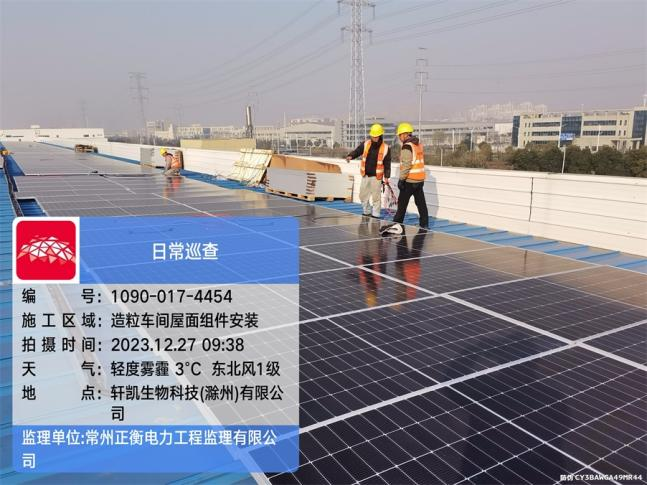 日常巡查
编 号：1090-017-4454
施工区域：造粒车间屋面组件安装
拍摄时间：2023.12.27 09:38
天 气：轻度雾霾 3℃ 东北风1级
地 点：轩凯生物科技(滁州)有限公
司
监理单位:常州正衡电力工程监理有限公
司
防伪 CY3BAWGA49MR44